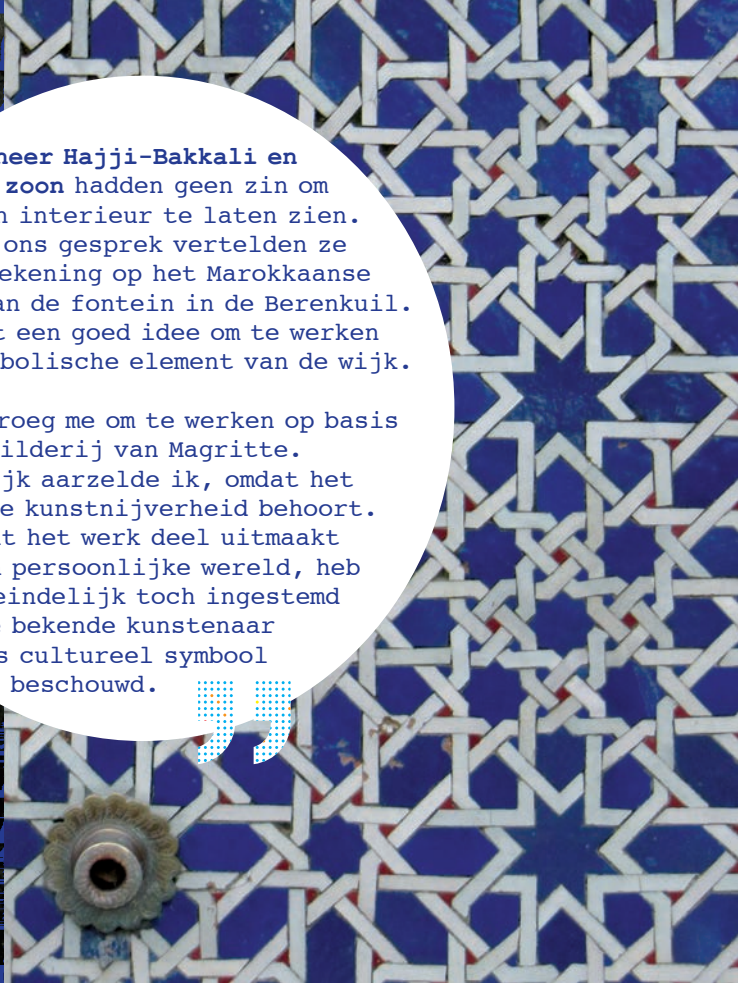 neer Hajji-Bakkali en
zoon hadden geen zin om
n interieur te laten zien.
ons gesprek vertelden ze
ekening op het Marokkaanse
an de fontein in de Berenkuil.
t een goed idee om te werken
bolische element van de wijk.
roeg me om te werken op basis
ilderij van Magritte.
jk aarzelde ik, omdat het
e kunstnijverheid behoort.
t het werk deel uitmaakt
persoonlijke wereld, heb
eindelijk toch ingestemd
e bekende kunstenaar
s cultureel symbool
beschouwd.
”